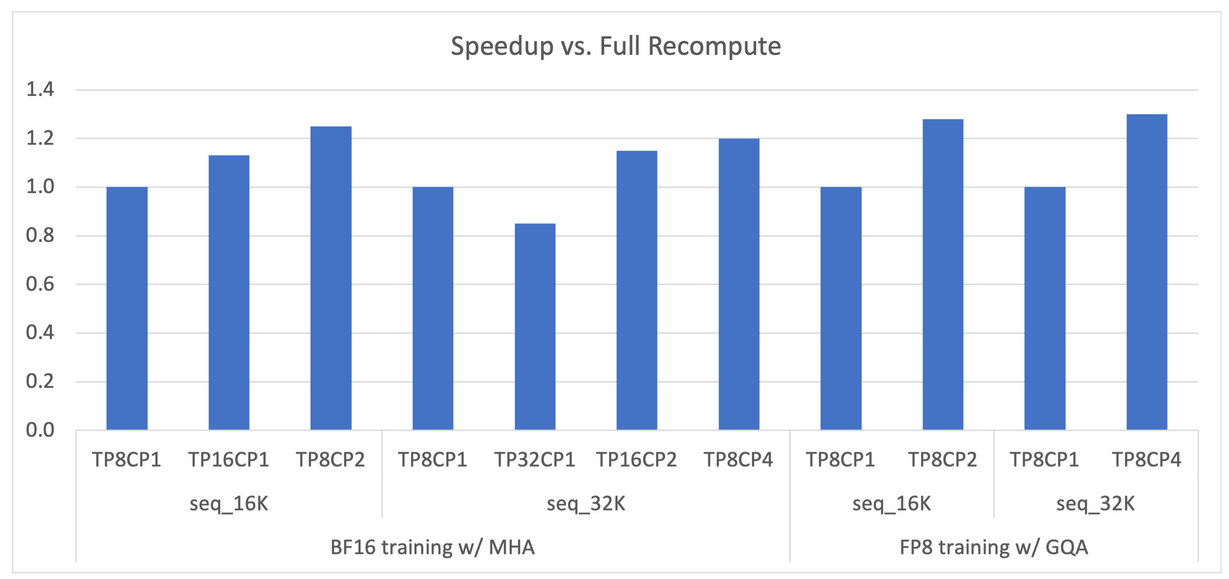 Speedup vs. Full Recompute
1.4
1.2
1.0
0.8
0.6
0.4
0.2
0.0
TP8CP1 TP16CP1 TP8CP2 TP8CP1 TP32CP1 TP16CP2 TP8CP4 TP8CP1 TP8CP2 TP8CP1 TP8CP4
seq_16K seq_32K seq_16K seq_32K
BF16 training w/ MHA FP8 training w/ GQA